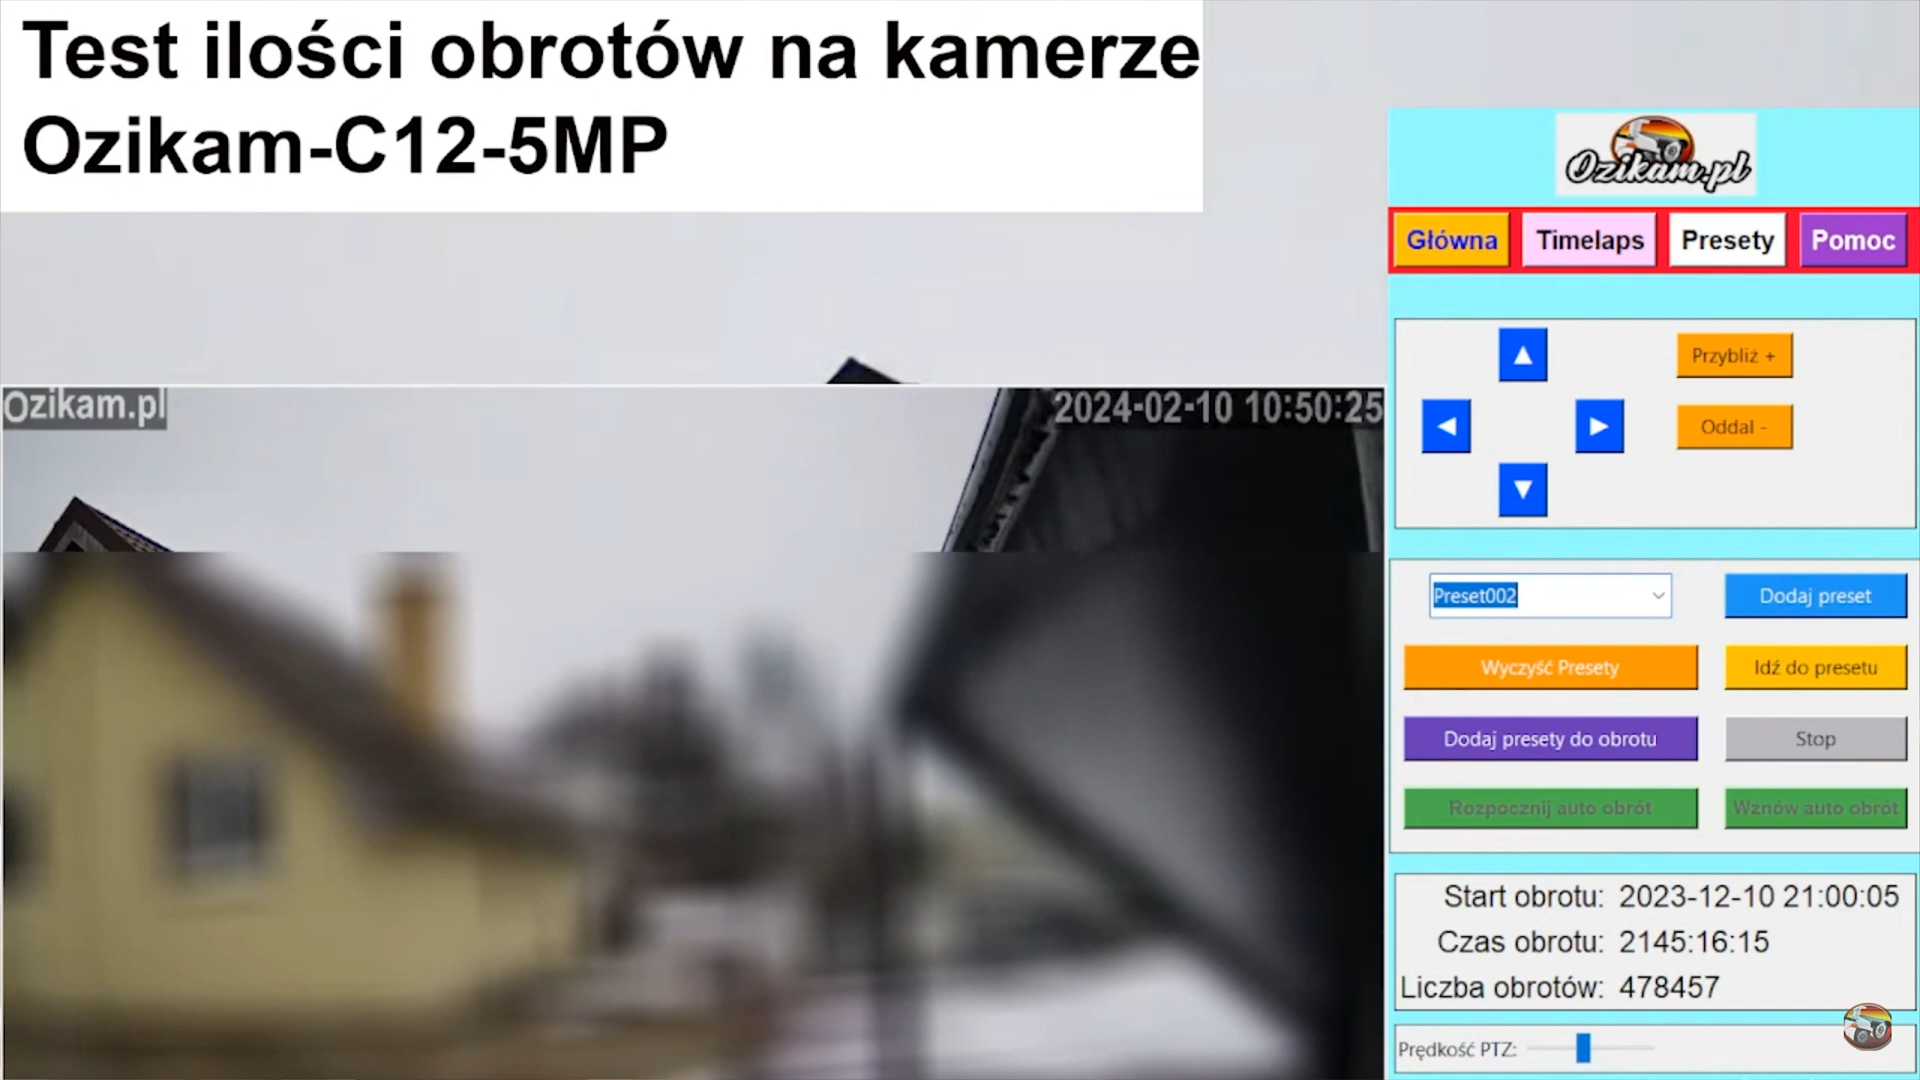 Test ilości obrotów na kamerze
Ozikam-C12-5MP
Ozikam.pl
Główna Timelaps Presety Pomoc
▲ Przybliż +
◄ ► Oddal -
▼
Ozikam.pl 2024-02-10 10:50:25
Preset002 Dodaj preset
Wyczyść Presety Idź do presetu
Dodaj presety do obrotu Stop
Rozpocznij auto obrót Wznów auto obrót
Start obrotu: 2023-12-10 21:00:05
Czas obrotu: 2145:16:15
Liczba obrotów: 478457
Prędkość PTZ: